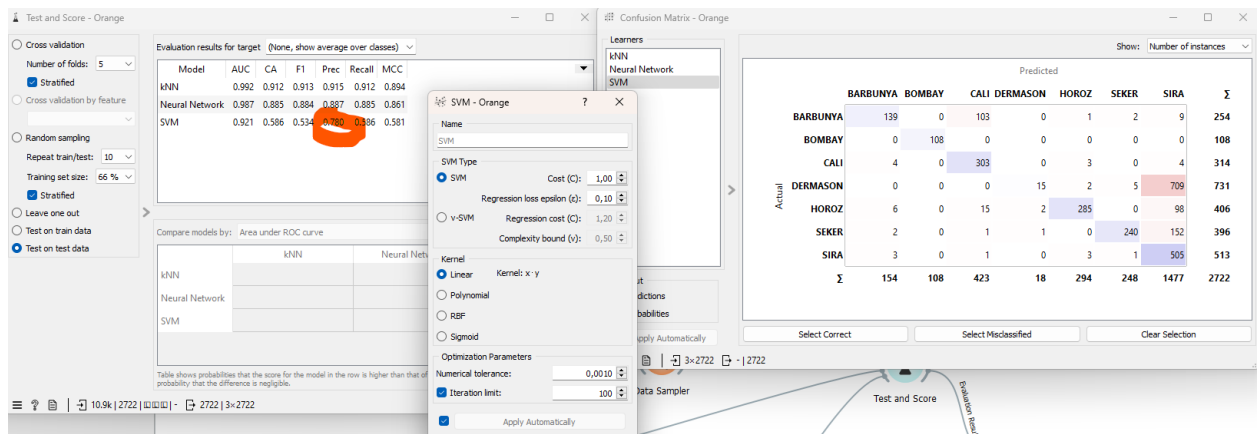 Test and Score - Orange
Cross validation
Number of folds: 5
Stratified
Cross validation by feature
Random sampling
Repeat train/test: 10
Training set size: 66 %
Stratified
Leave one out
Test on train data
Test on test data
Evaluation results for target (None, show average over classes)
Model AUC CA F1 Prec Recall MCC
kNN 0.992 0.912 0.913 0.915 0.912 0.894
Neural Network 0.987 0.885 0.884 0.887 0.885 0.861
SVM 0.921 0.586 0.534 0.780 0.586 0.581
Compare models by: Area under ROC curve
kNN Neural Netw
kNN
Neural Network
SVM
Table shows probabilities that the score for the model in the row is higher than that of
probability that the difference is negligible.
10.9k | 2722 | - 2722 | 3×2722
SVM - Orange ? ×
Name
SVM
SVM Type
SVM Cost (C): 1,00
Regression loss epsilon (ε): 0,10
ν-SVM Regression cost (C): 1,20
Complexity bound (ν): 0,50
Kernel
Linear Kernel: x·y
Polynomial
RBF
Sigmoid
Optimization Parameters
Numerical tolerance: 0,0010
Iteration limit: 100
Apply Automatically
Confusion Matrix - Orange
Learners
kNN
Neural Network
SVM
ut
dictions
babilities
pply Automatically
3×2722 - | 2722
Show: Number of instances
Predicted
BARBUNYA BOMBAY CALI DERMASON HOROZ SEKER SIRA Σ
Actual
BARBUNYA 139 0 103 0 1 2 9 254
BOMBAY 0 108 0 0 0 0 0 108
CALI 4 0 303 0 3 0 4 314
DERMASON 0 0 0 15 2 5 709 731
HOROZ 6 0 15 2 285 0 98 406
SEKER 2 0 1 1 0 240 152 396
SIRA 3 0 1 0 3 1 505 513
Σ 154 108 423 18 294 248 1477 2722
Select Correct Select Misclassified Clear Selection
Data Sampler
Test and Score
Evaluation Resu